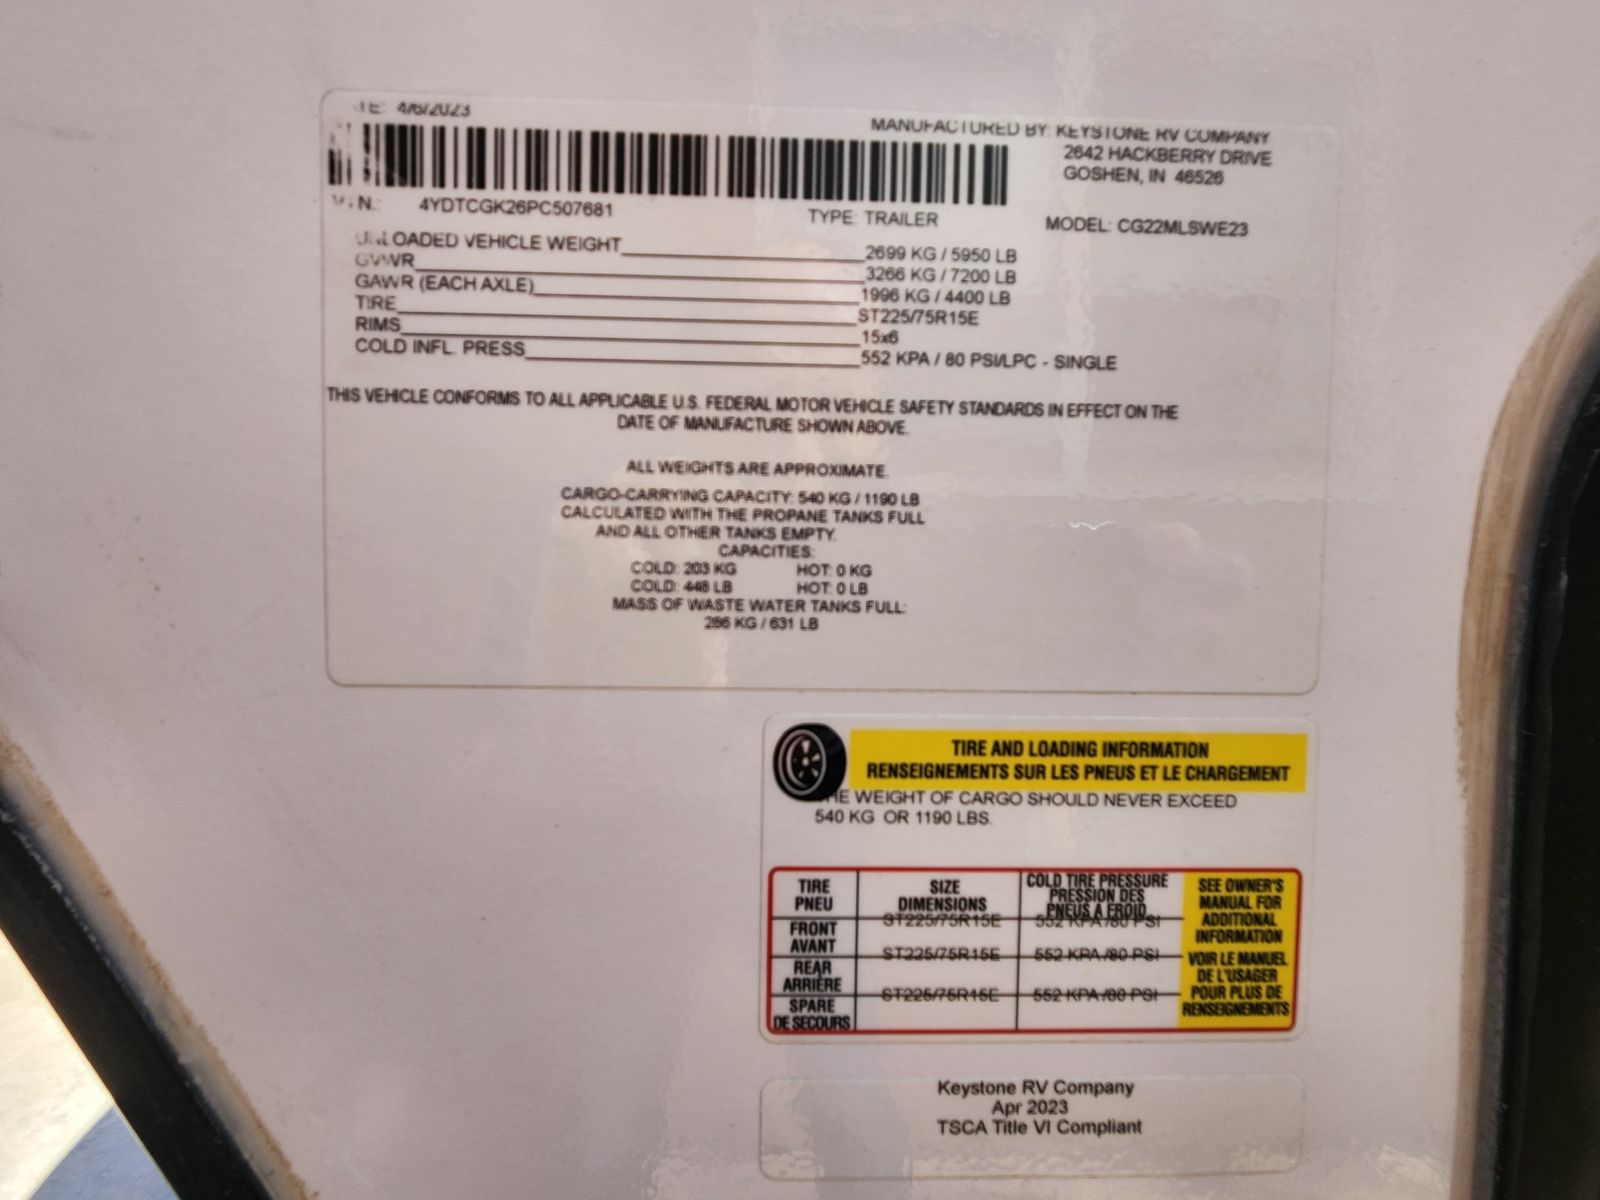 TE: 4/6/2023
MANUFACTURED BY: KEYSTONE RV COMPANY
2642 HACKBERRY DRIVE
GOSHEN, IN 46526
V.I.N.: 4YDTCGK26PC507681 TYPE: TRAILER MODEL: CG22MLSWE23
UNLOADED VEHICLE WEIGHT 2699 KG / 5950 LB
GVWR 3266 KG / 7200 LB
GAWR (EACH AXLE) 1996 KG / 4400 LB
TIRE ST225/75R15E
RIMS 15x6
COLD INFL. PRESS 552 KPA / 80 PSI/LPC - SINGLE
THIS VEHICLE CONFORMS TO ALL APPLICABLE U.S. FEDERAL MOTOR VEHICLE SAFETY STANDARDS IN EFFECT ON THE
DATE OF MANUFACTURE SHOWN ABOVE.
ALL WEIGHTS ARE APPROXIMATE.
CARGO-CARRYING CAPACITY: 540 KG / 1190 LB
CALCULATED WITH THE PROPANE TANKS FULL
AND ALL OTHER TANKS EMPTY.
CAPACITIES:
COLD: 203 KG HOT: 0 KG
COLD: 448 LB HOT: 0 LB
MASS OF WASTE WATER TANKS FULL:
286 KG / 631 LB
TIRE AND LOADING INFORMATION
RENSEIGNEMENTS SUR LES PNEUS ET LE CHARGEMENT
THE WEIGHT OF CARGO SHOULD NEVER EXCEED
540 KG OR 1190 LBS.
TIRE
PNEU
SIZE
DIMENSIONS
COLD TIRE PRESSURE
PRESSION DES
PNEUS A FROID
FRONT
AVANT
ST225/75R15E 552 KPA /80 PSI
REAR
ARRIÈRE
ST225/75R15E 552 KPA /80 PSI
SPARE
DE SECOURS
ST225/75R15E 552 KPA /80 PSI
SEE OWNER'S
MANUAL FOR
ADDITIONAL
INFORMATION
VOIR LE MANUEL
DE L'USAGER
POUR PLUS DE
RENSEIGNEMENTS
Keystone RV Company
Apr 2023
TSCA Title VI Compliant